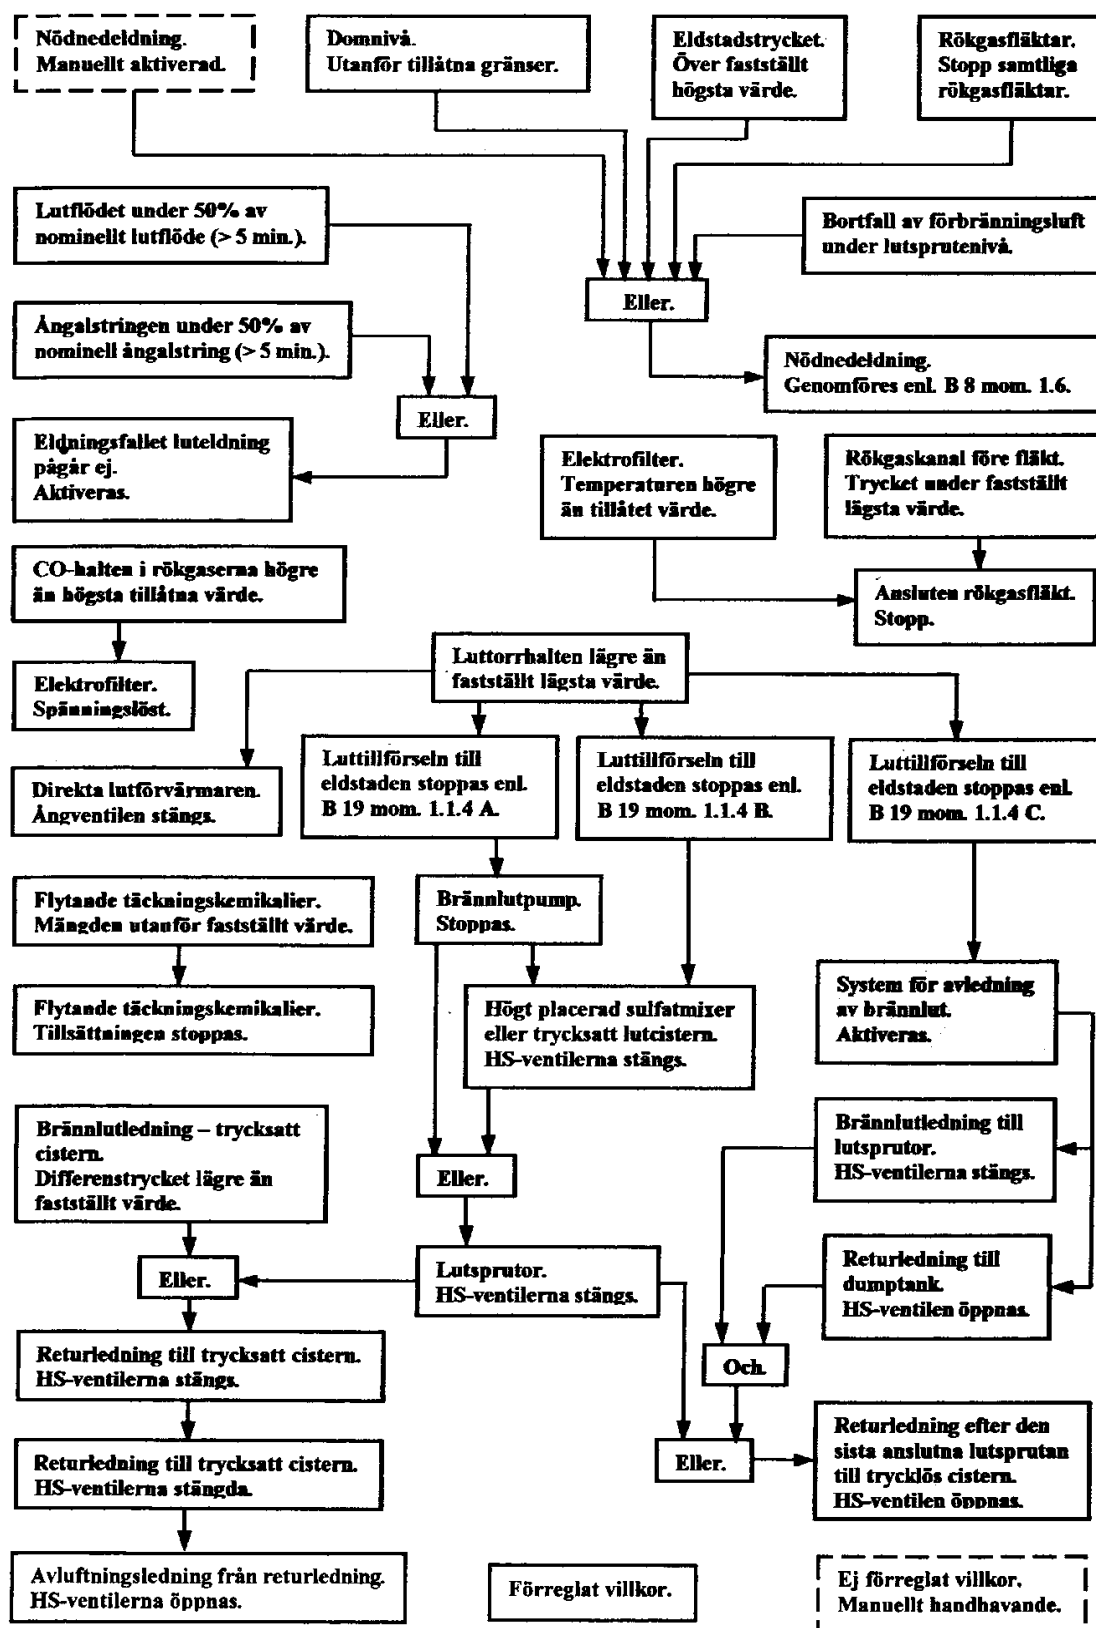 Nödnedeldning.
Manuellt aktiverad.
Domnivå.
Utanför tillåtna gränser.
Eldstadstrycket.
Över fastställt
högsta värde.
Rökgasfläktar.
Stopp samtliga
rökgasfläktar.
Lutflödet under 50% av
nominellt lutflöde (> 5 min.).
Bortfall av förbränningsluft
under lutsprutenivå.
Eller.
Ångalstringen under 50% av
nominell ångalstring (> 5 min.).
Nödnedeldning.
Genomföres enl. B 8 mom. 1.6.
Eller.
Eldningsfallet luteldning
pågår ej.
Aktiveras.
Elektrofilter.
Temperaturen högre
än tillåtet värde.
Rökgaskanal före fläkt.
Trycket under fastställt
lägsta värde.
CO-halten i rökgaserna högre
än högsta tillåtna värde.
Ansluten rökgasfläkt.
Stopp.
Luttorrhalten lägre än
fastställt lägsta värde.
Elektrofilter.
Spänningslöst.
Direkta lutförvärmaren.
Ångventilen stängs.
Luttillförseln till
eldstaden stoppas enl.
B 19 mom. 1.1.4 A.
Luttillförseln till
eldstaden stoppas enl.
B 19 mom. 1.1.4 B.
Luttillförseln till
eldstaden stoppas enl.
B 19 mom. 1.1.4 C.
Flytande täckningskemikalier.
Mängden utanför fastställt värde.
Brännlutpump.
Stoppas.
Flytande täckningskemikalier.
Tillsättningen stoppas.
Högt placerad sulfatmixer
eller trycksatt lutcistern.
HS-ventilerna stängs.
System för avledning
av brännlut.
Aktiveras.
Brännlutledning – trycksatt
cistern.
Differenstrycket lägre än
fastställt värde.
Eller.
Brännlutledning till
lutsprutor.
HS-ventilerna stängs.
Eller.
Lutsprutor.
HS-ventilerna stängs.
Returledning till
dumptank.
HS-ventilen öppnas.
Returledning till trycksatt cistern.
HS-ventilerna stängs.
Och.
Returledning till trycksatt cistern.
HS-ventilerna stängda.
Eller.
Returledning efter den
sista anslutna lutsprutan
till trycklös cistern.
HS-ventilen öppnas.
Avluftningsledning från returledning.
HS-ventilerna öppnas.
Förreglat villkor.
Ej förreglat villkor.
Manuellt handhavande.